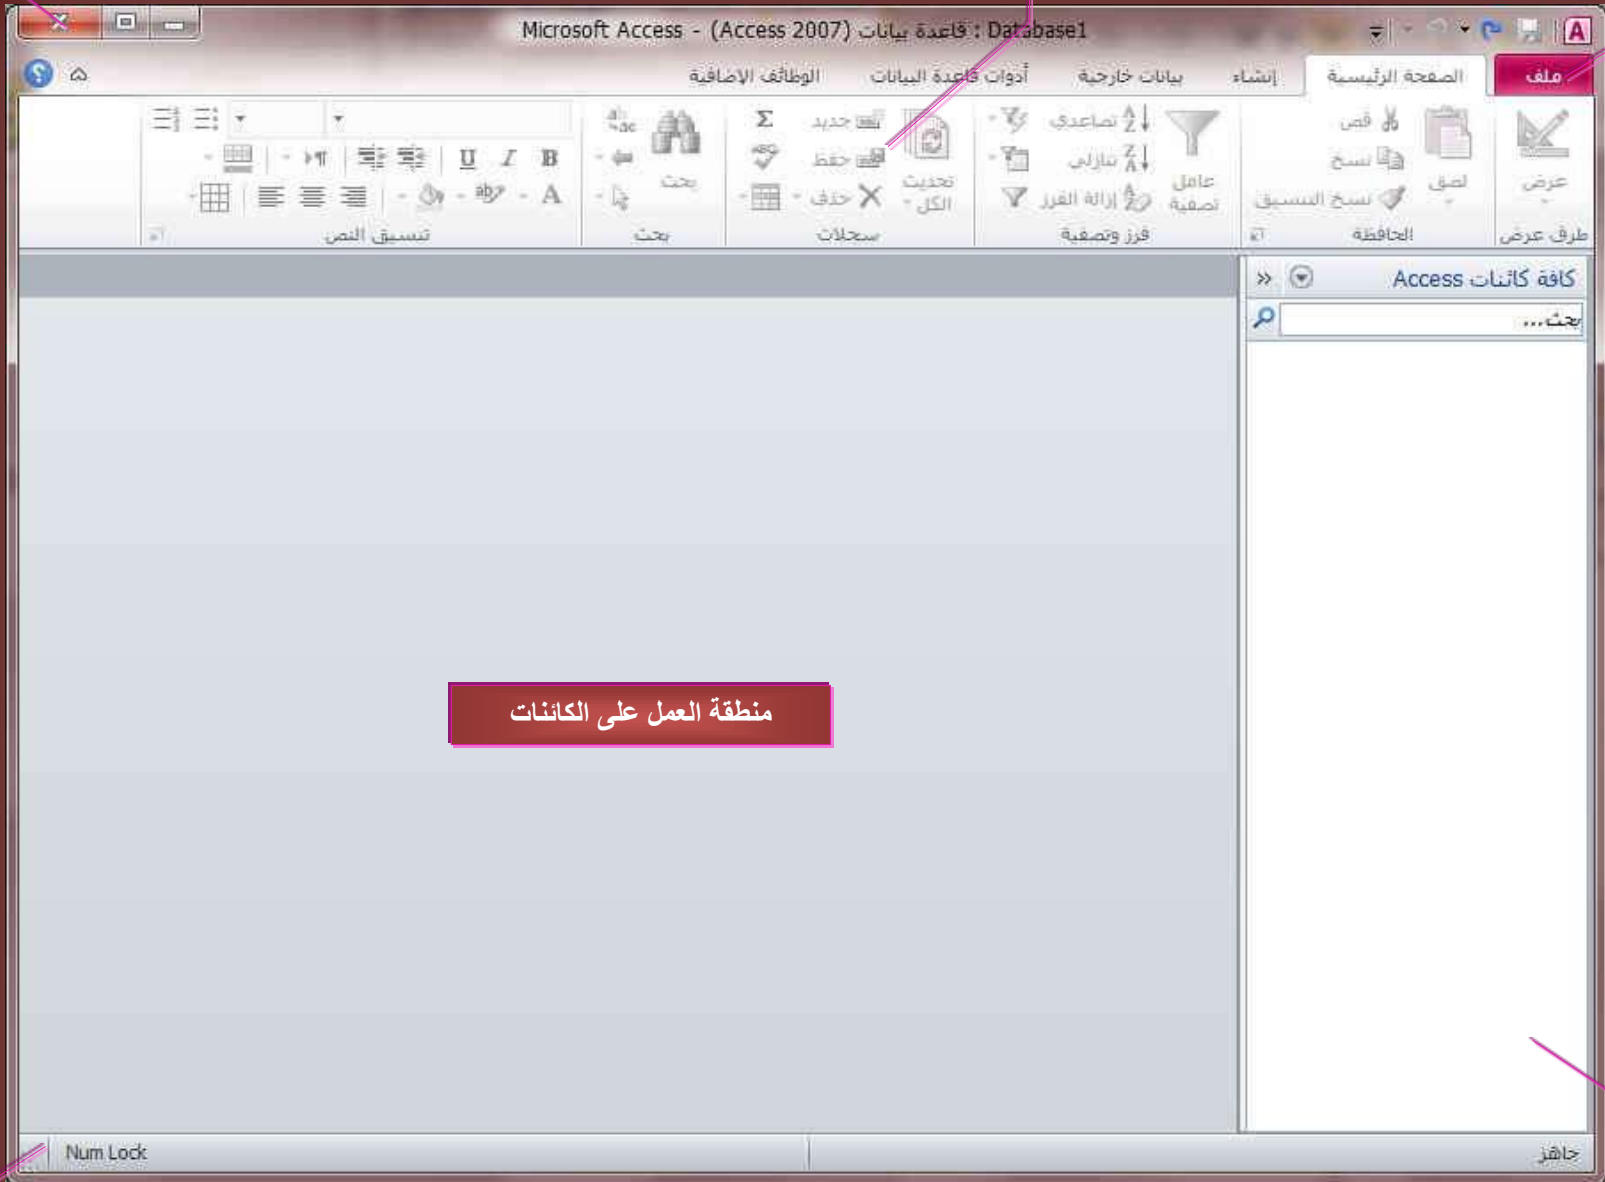 Database1 : قاعدة بيانات (Access 2007) - Microsoft Access
ملف الصفحة الرئيسية إنشاء بيانات خارجية أدوات قاعدة البيانات الوظائف الإضافية
عرض
لصق
قص
نسخ
نسخ التنسيق
عامل تصفية
تصاعدي
تنازلي
إزالة الفرز
تحديث الكل
جديد
حفظ
حذف
بحث
B I U
A
طرق عرض الحافظة فرز وتصفية سجلات بحث تنسيق النص
كافة كائنات Access
بحث...
منطقة العمل على الكائنات
جاهز Num Lock